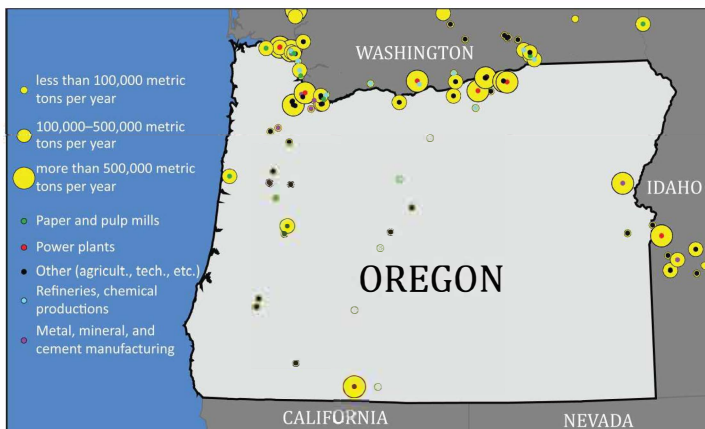 less than 100,000 metric
tons per year
100,000–500,000 metric
tons per year
more than 500,000 metric
tons per year
Paper and pulp mills
Power plants
Other (agricult., tech., etc.)
Refineries, chemical
productions
Metal, mineral, and
cement manufacturing
WASHINGTON
IDAHO
OREGON
CALIFORNIA
NEVADA